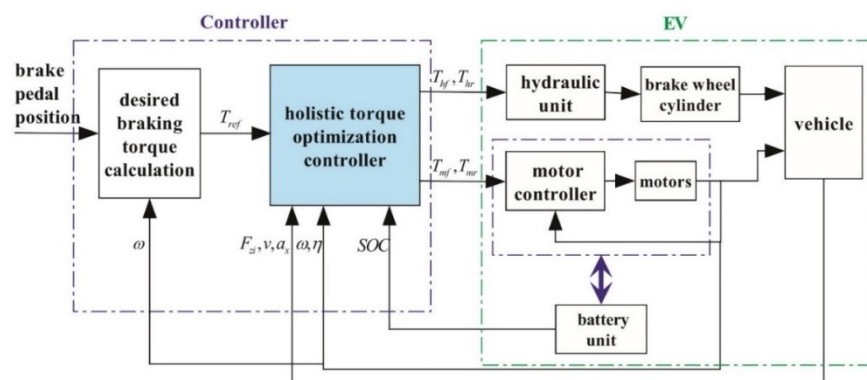 Controller
EV
brake
pedal
position
desired
braking
torque
calculation
T_ref
holistic torque
optimization
controller
T_hf, T_hr
hydraulic
unit
brake wheel
cylinder
vehicle
T_mf, T_mr
motor
controller
motors
ω
F_zi, v, a_x
ω, η
SOC
battery
unit